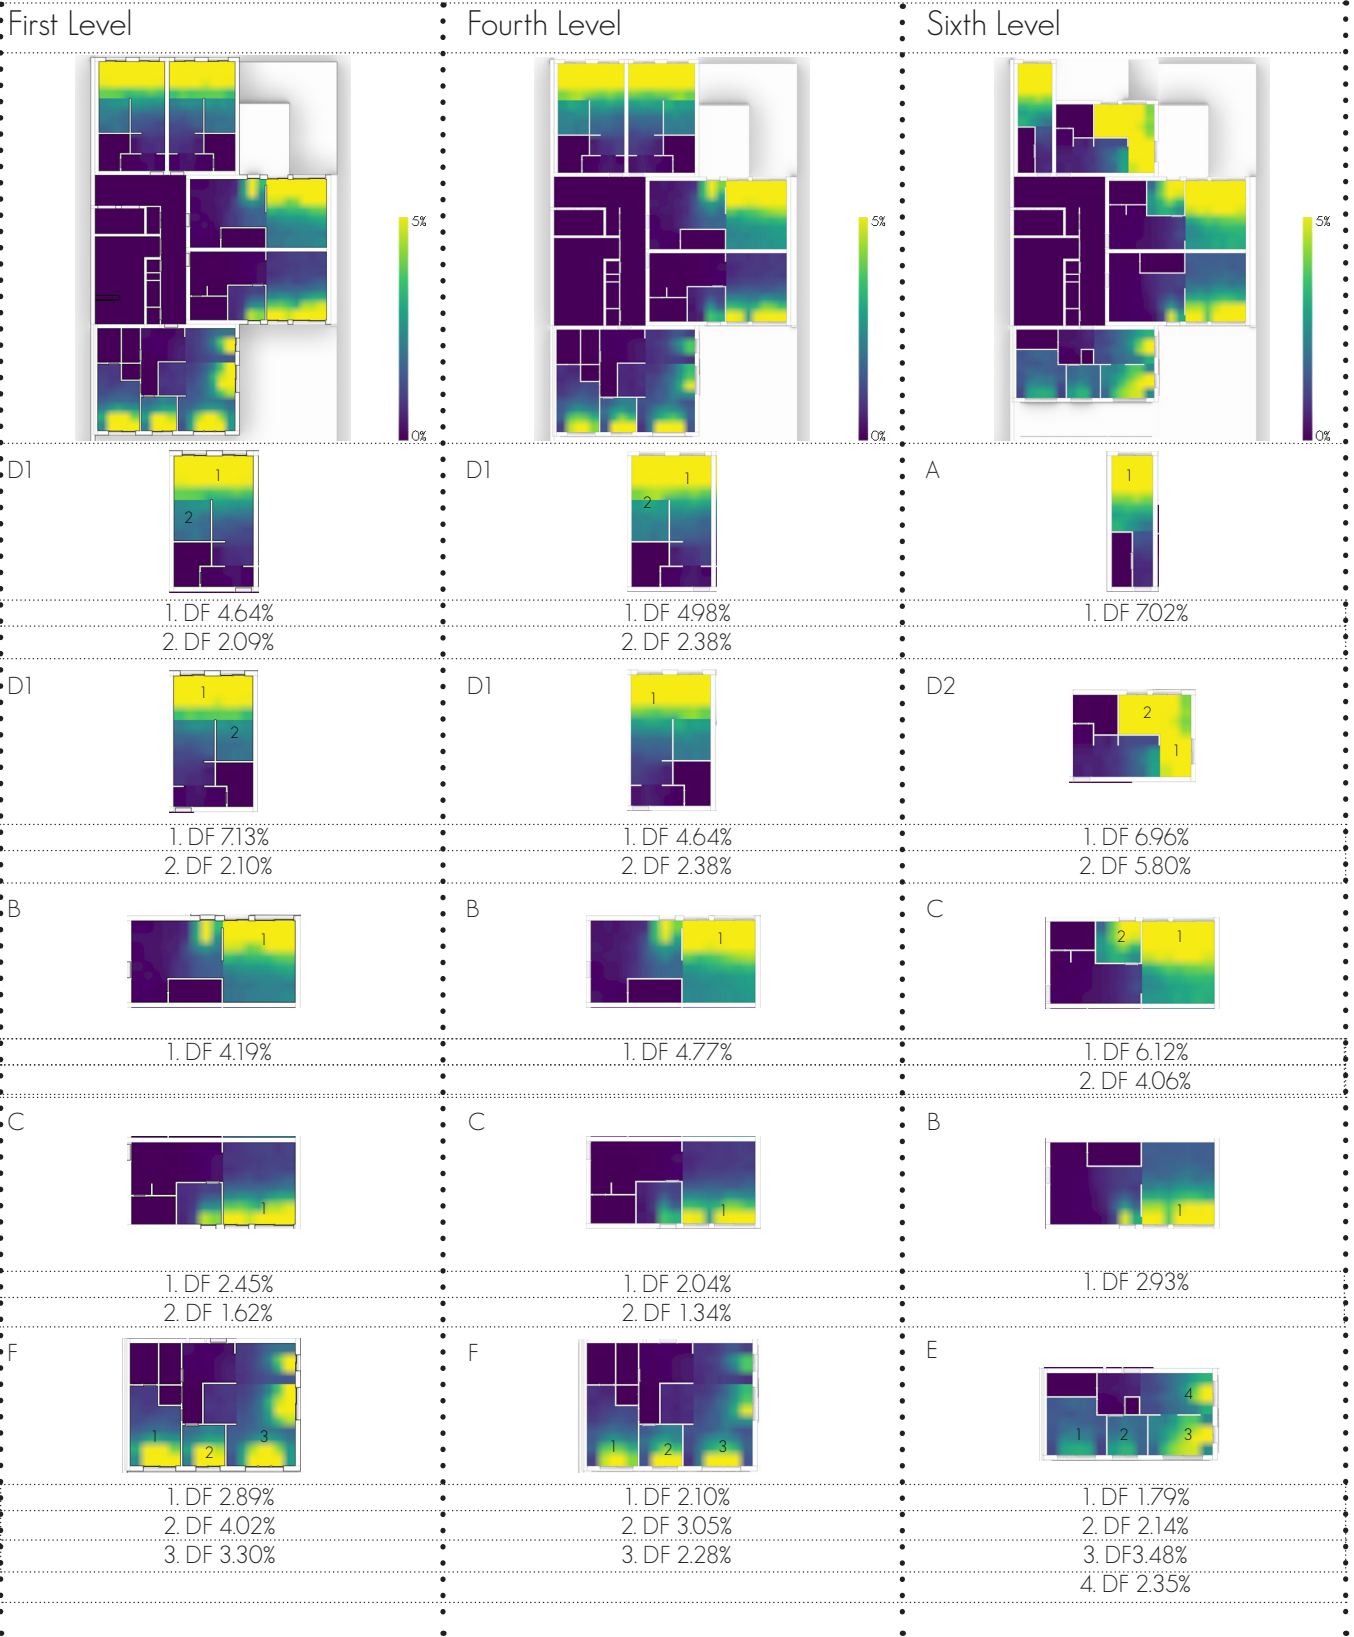 First Level
Fourth Level
Sixth Level
5%
0%
5%
0%
5%
0%
D1
1
2
1. DF 4.64%
2. DF 2.09%
D1
1
2
1. DF 4.98%
2. DF 2.38%
A
1
1. DF 7.02%
D1
1
2
1. DF 7.13%
2. DF 2.10%
D1
1
1. DF 4.64%
2. DF 2.38%
D2
2
1
1. DF 6.96%
2. DF 5.80%
B
1
1. DF 4.19%
B
1
1. DF 4.77%
C
2
1
1. DF 6.12%
2. DF 4.06%
C
1
1. DF 2.45%
2. DF 1.62%
C
1
1. DF 2.04%
2. DF 1.34%
B
1
1. DF 2.93%
F
1
2
3
1. DF 2.89%
2. DF 4.02%
3. DF 3.30%
F
1
2
3
1. DF 2.10%
2. DF 3.05%
3. DF 2.28%
E
4
1
2
3
1. DF 1.79%
2. DF 2.14%
3. DF3.48%
4. DF 2.35%